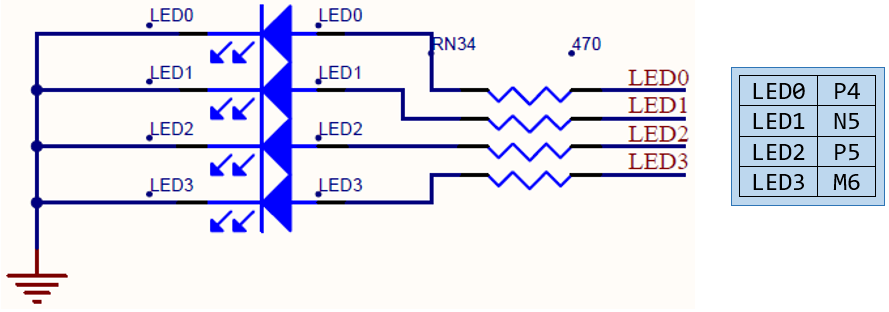 LED0 LED0
RN34 470
LED1 LED1
LED0
LED1
LED2 LED2
LED2
LED3
LED3 LED3
LED0 P4
LED1 N5
LED2 P5
LED3 M6